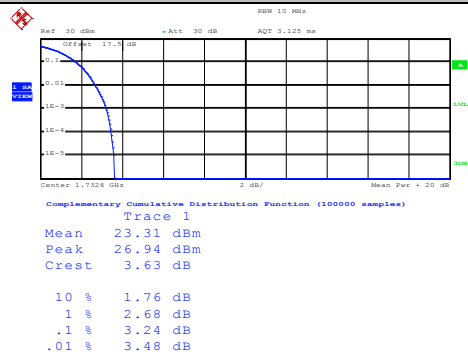 RBW 10 MHz
Ref 30 dBm * Att 30 dB AQT 3.125 ms
Offset 17.5 dB
0.1
A
0.01
1 SA
VIEW
1E-3
LVL
1E-4
1E-5
3DB
Center 1.7326 GHz 2 dB/ Mean Pwr + 20 dB
Complementary Cumulative Distribution Function (100000 samples)
Trace 1
Mean 23.31 dBm
Peak 26.94 dBm
Crest 3.63 dB
10 % 1.76 dB
1 % 2.68 dB
.1 % 3.24 dB
.01 % 3.48 dB